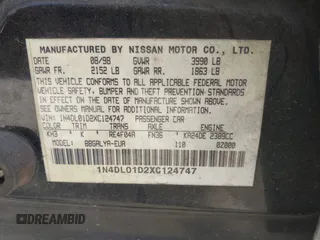 MANUFACTURED BY NISSAN MOTOR CO., LTD.
DATE 08/98 GVWR 3990 LB
GAWR FR. 2152 LB GAWR RR. 1863 LB
THIS VEHICLE CONFORMS TO ALL APPLICABLE FEDERAL MOTOR
VEHICLE SAFETY, BUMPER AND THEFT PREVENTION STANDARDS
IN EFFECT ON THE DATE OF MANUFACTURE SHOWN ABOVE.
SEE OWNERS MANUAL FOR
VIN: 1N4DL01D2XC124747 PASSENGER CAR
COLOR TRIM TRANS AXLE ENGINE
KH3 K RE4F04A FN36 KA24DE 2389CC
MODEL BBGALYA-EUA 110 02000
1N4DL01D2XC124747
DREAMBID